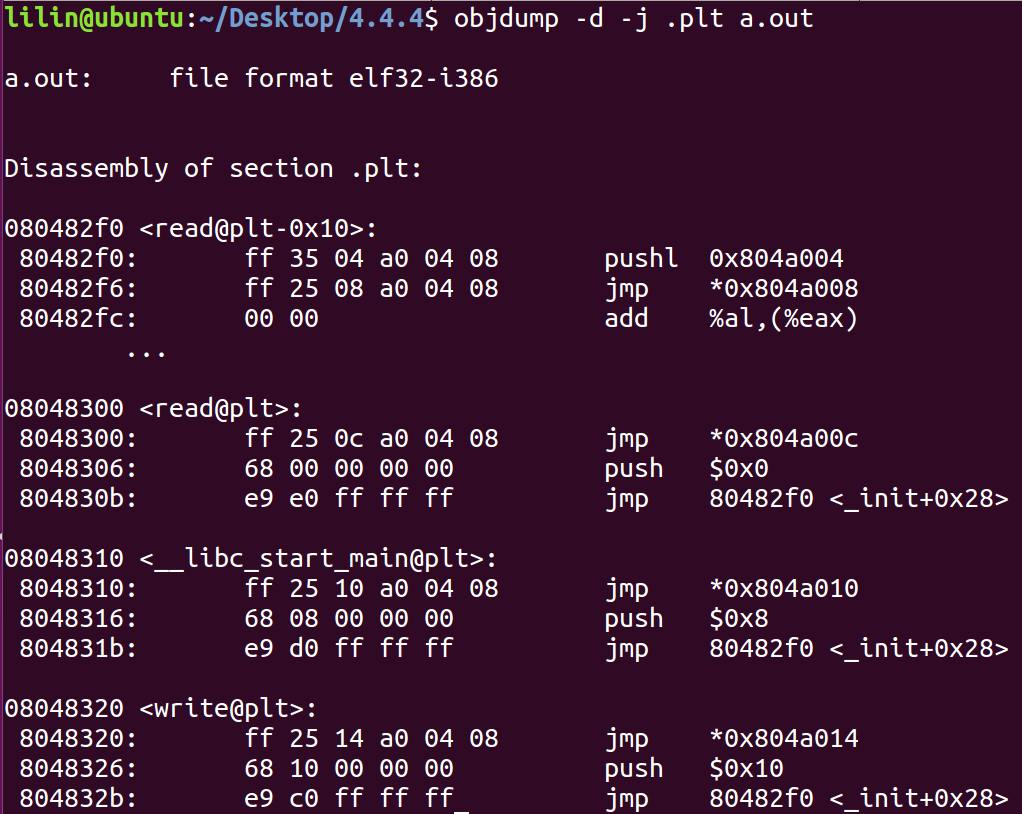 lilin@ubuntu:~/Desktop/4.4.4$ objdump -d -j .plt a.out
a.out:     file format elf32-i386
Disassembly of section .plt:
080482f0 <read@plt-0x10>:
 80482f0:	ff 35 04 a0 04 08    	pushl  0x804a004
 80482f6:	ff 25 08 a0 04 08    	jmp    *0x804a008
 80482fc:	00 00                	add    %al,(%eax)
	...
08048300 <read@plt>:
 8048300:	ff 25 0c a0 04 08    	jmp    *0x804a00c
 8048306:	68 00 00 00 00       	push   $0x0
 804830b:	e9 e0 ff ff ff       	jmp    80482f0 <_init+0x28>
08048310 <__libc_start_main@plt>:
 8048310:	ff 25 10 a0 04 08    	jmp    *0x804a010
 8048316:	68 08 00 00 00       	push   $0x8
 804831b:	e9 d0 ff ff ff       	jmp    80482f0 <_init+0x28>
08048320 <write@plt>:
 8048320:	ff 25 14 a0 04 08    	jmp    *0x804a014
 8048326:	68 10 00 00 00       	push   $0x10
 804832b:	e9 c0 ff ff ff       	jmp    80482f0 <_init+0x28>